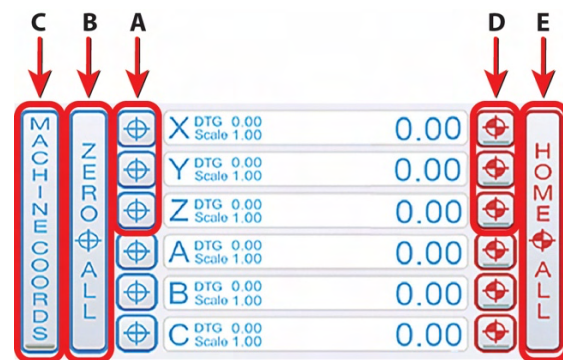 C B A D E
MACHINE COORDS
ZERO ALL
X DTG 0.00 0.00
Scale 1.00
Y DTG 0.00 0.00
Scale 1.00
Z DTG 0.00 0.00
Scale 1.00
A DTG 0.00 0.00
Scale 1.00
B DTG 0.00 0.00
Scale 1.00
C DTG 0.00 0.00
Scale 1.00
HOME ALL